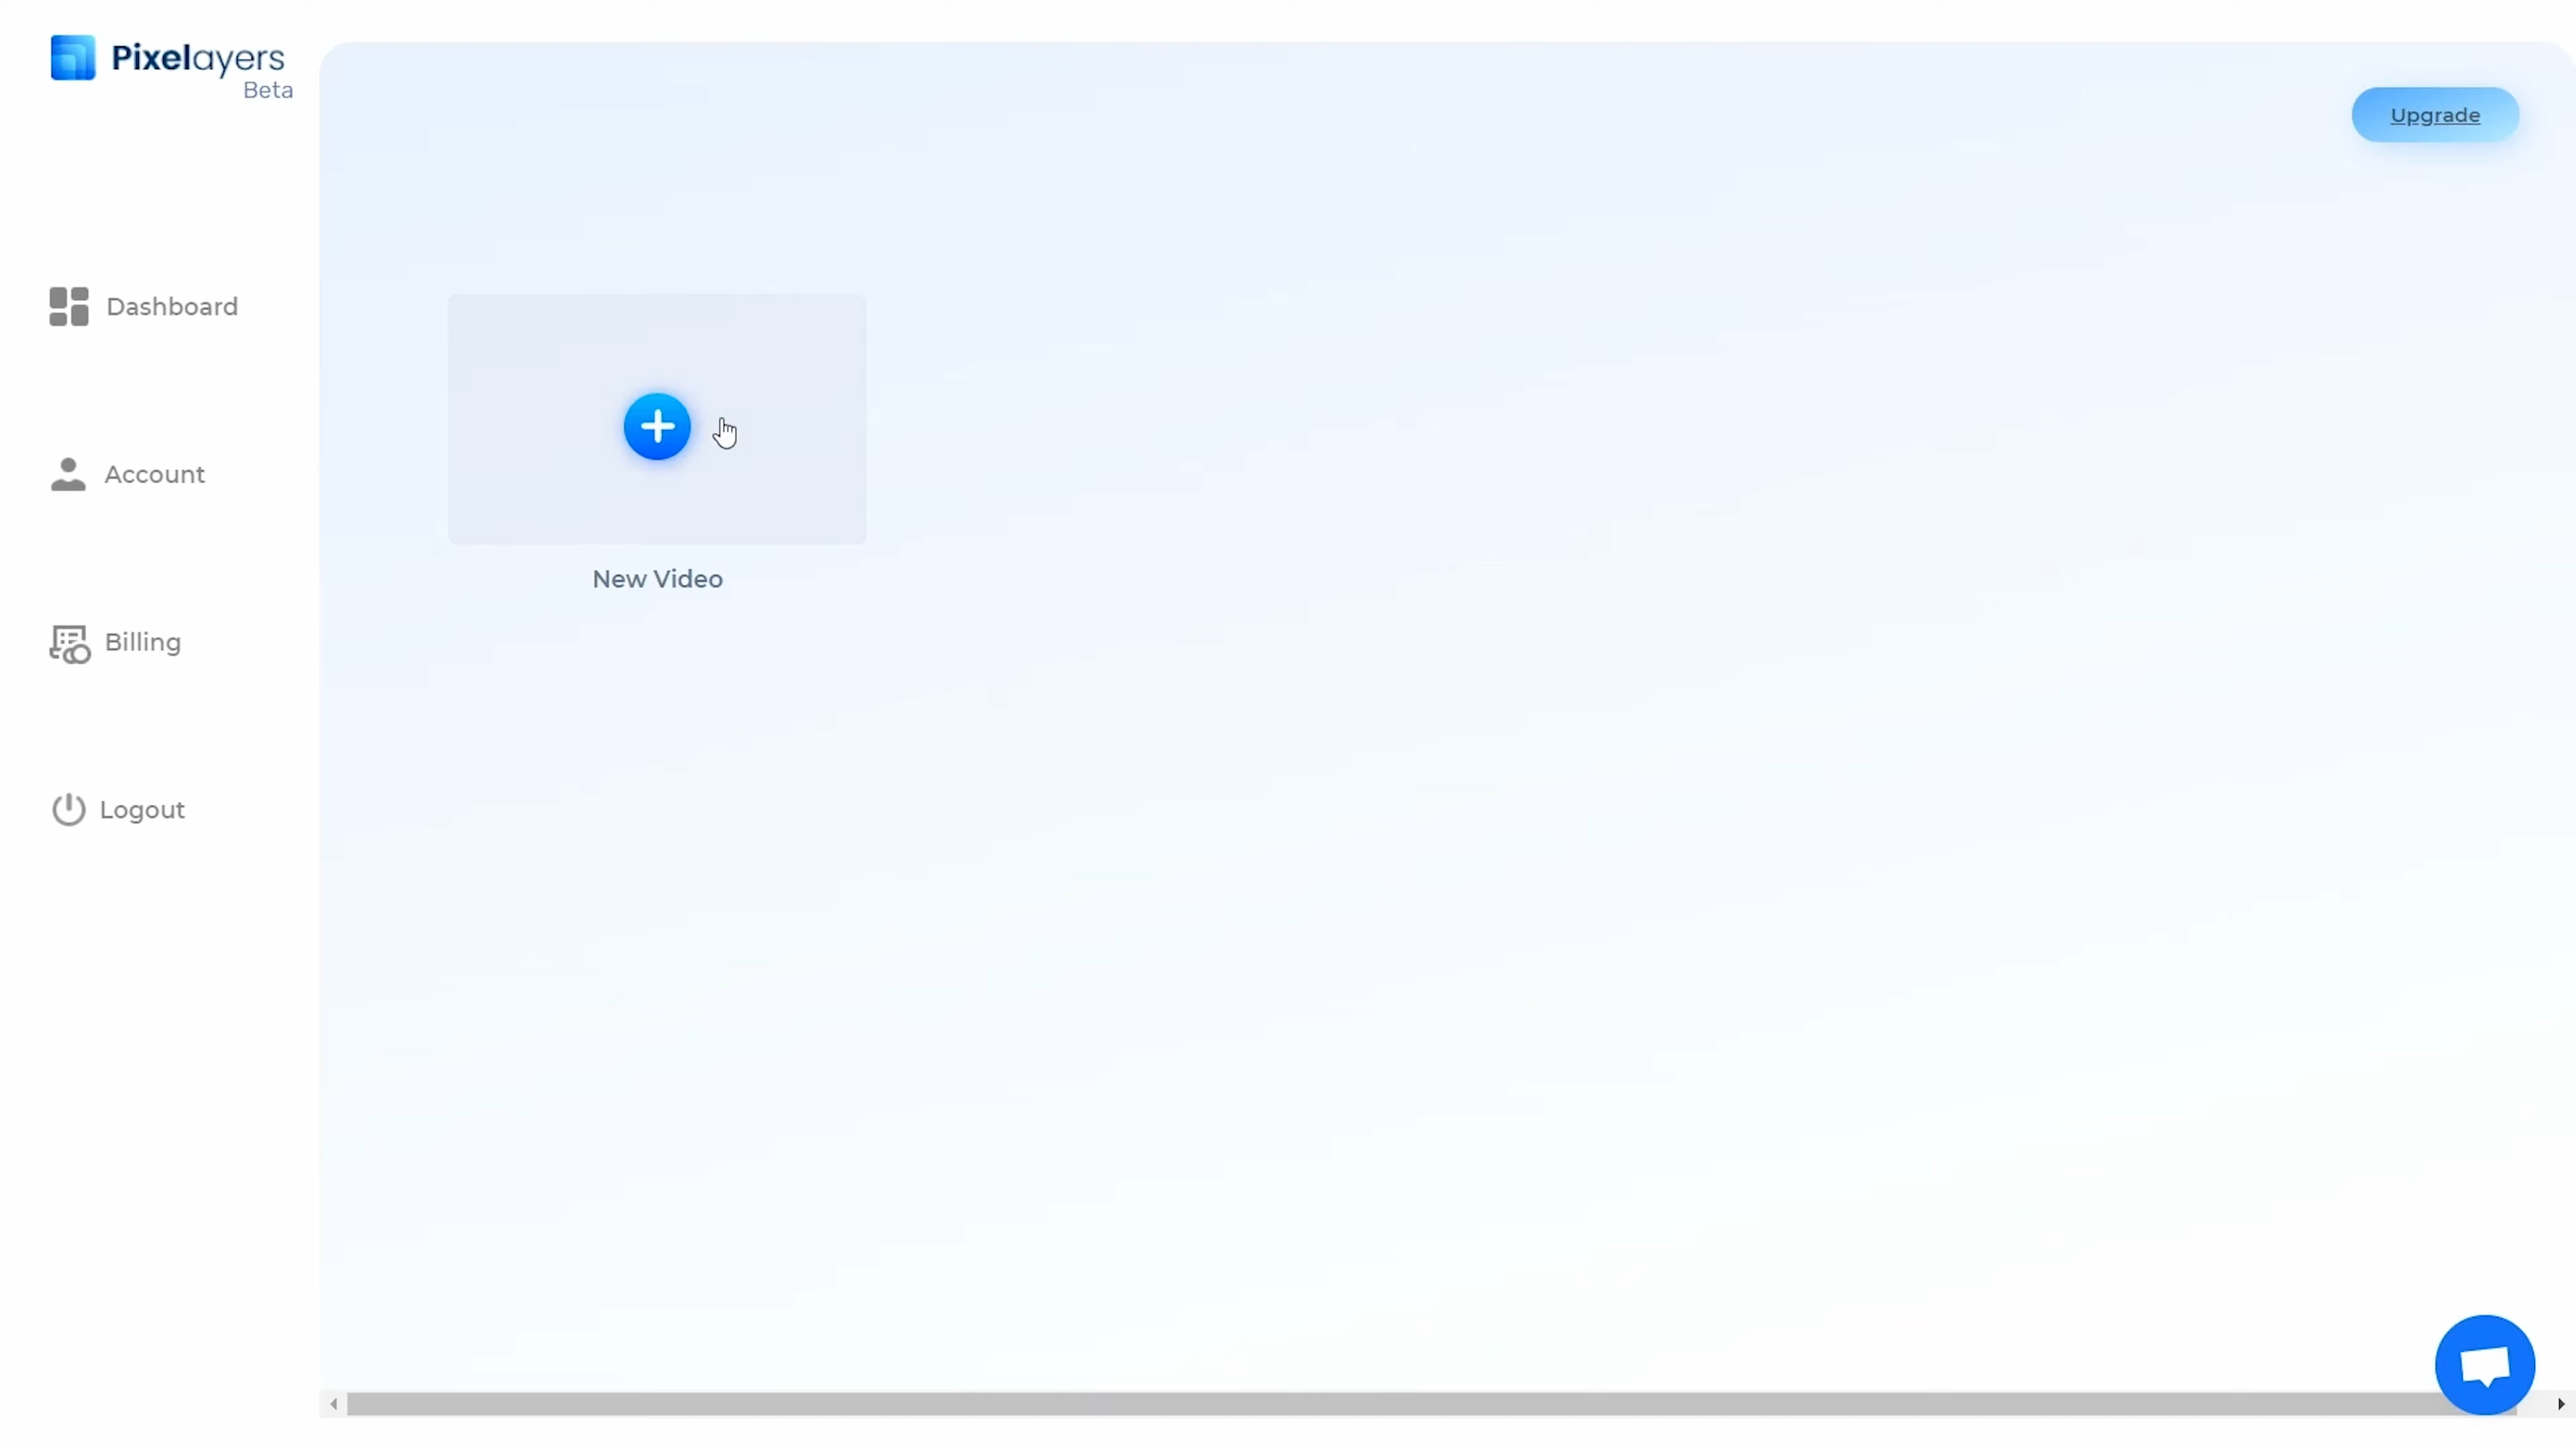 Pixelayers
Beta
Upgrade
Dashboard
Account
New Video
Billing
Logout